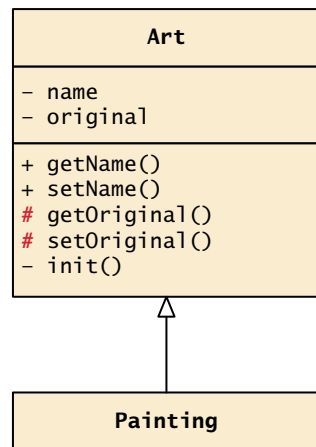 Art
- name
- original
+ getName()
+ setName()
# getOriginal()
# setOriginal()
- init()
Painting